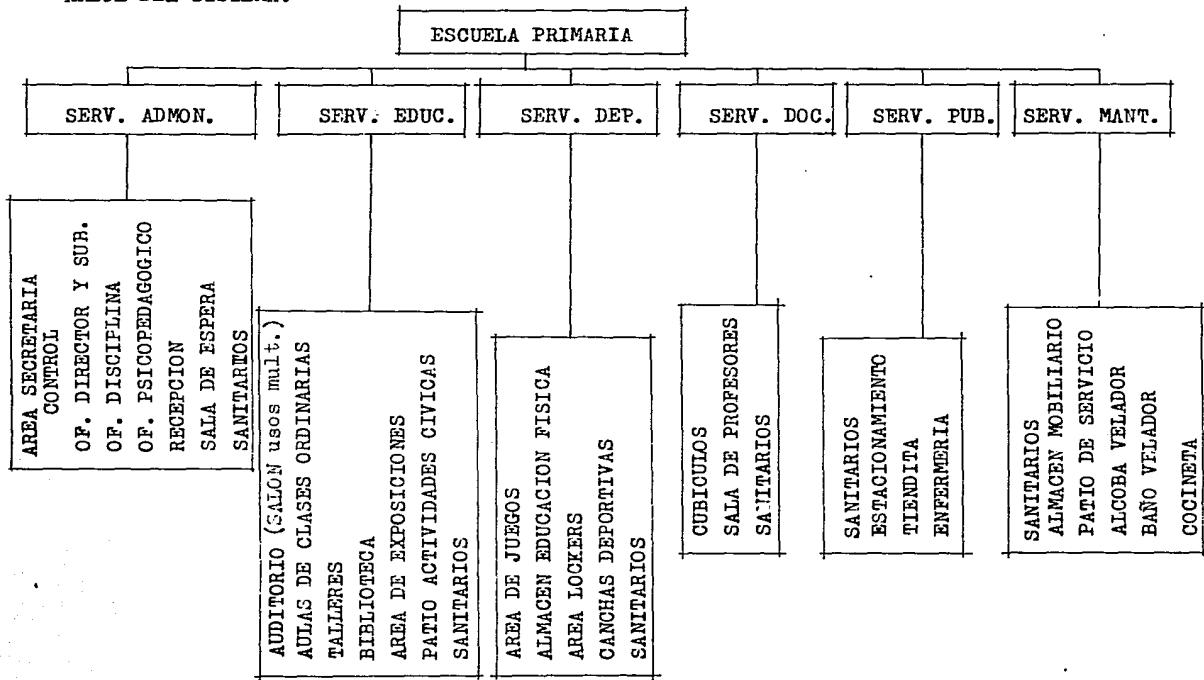 ESCUELA PRIMARIA
SERV. ADMON.
SERV. EDUC.
SERV. DEP.
SERV. DOC.
SERV. PUB.
SERV. MANT.
AREA SECRETARIA
CONTROL
OF. DIRECTOR Y SUB.
OF. DISCIPLINA
OF. PSICOPEDAGOGICO
RECEPCION
SALA DE ESPERA
SANITARIOS
AUDITORIO (SALON usos mult.)
AULAS DE CLASES ORDINARIAS
TALLERES
BIBLIOTECA
AREA DE EXPOSICIONES
PATIO ACTIVIDADES CIVICAS
SANITARIOS
AREA DE JUEGOS
ALMACEN EDUCACION FISICA
AREA LOCKERS
CANCHAS DEPORTIVAS
SANITARIOS
CUBICULOS
SALA DE PROFESORES
SANITARIOS
SANITARIOS
ESTACIONAMIENTO
TIENDITA
ENFERMERIA
SANITARIOS
ALMACEN MOBILIARIO
PATIO DE SERVICIO
ALCOBA VELADOR
BAÑO VELADOR
COCINETA